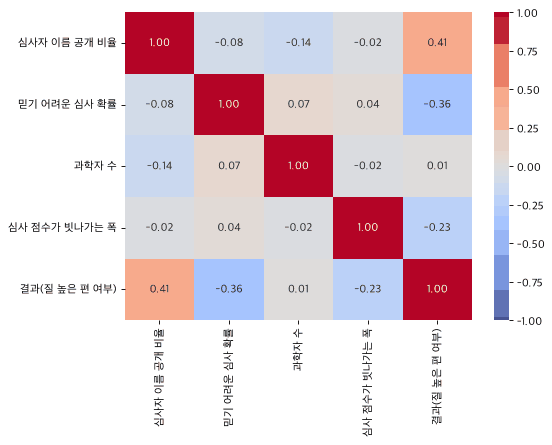 심사자 이름 공개 비율 1.00 -0.08 -0.14 -0.02 0.41
믿기 어려운 심사 확률 -0.08 1.00 0.07 0.04 -0.36
과학자 수 -0.14 0.07 1.00 -0.02 0.01
심사 점수가 빗나가는 폭 -0.02 0.04 -0.02 1.00 -0.23
결과(질 높은 편 여부) 0.41 -0.36 0.01 -0.23 1.00
심사자 이름 공개 비율
믿기 어려운 심사 확률
과학자 수
심사 점수가 빗나가는 폭
결과(질 높은 편 여부)
1.00
0.75
0.50
0.25
0.00
-0.25
-0.50
-0.75
-1.00